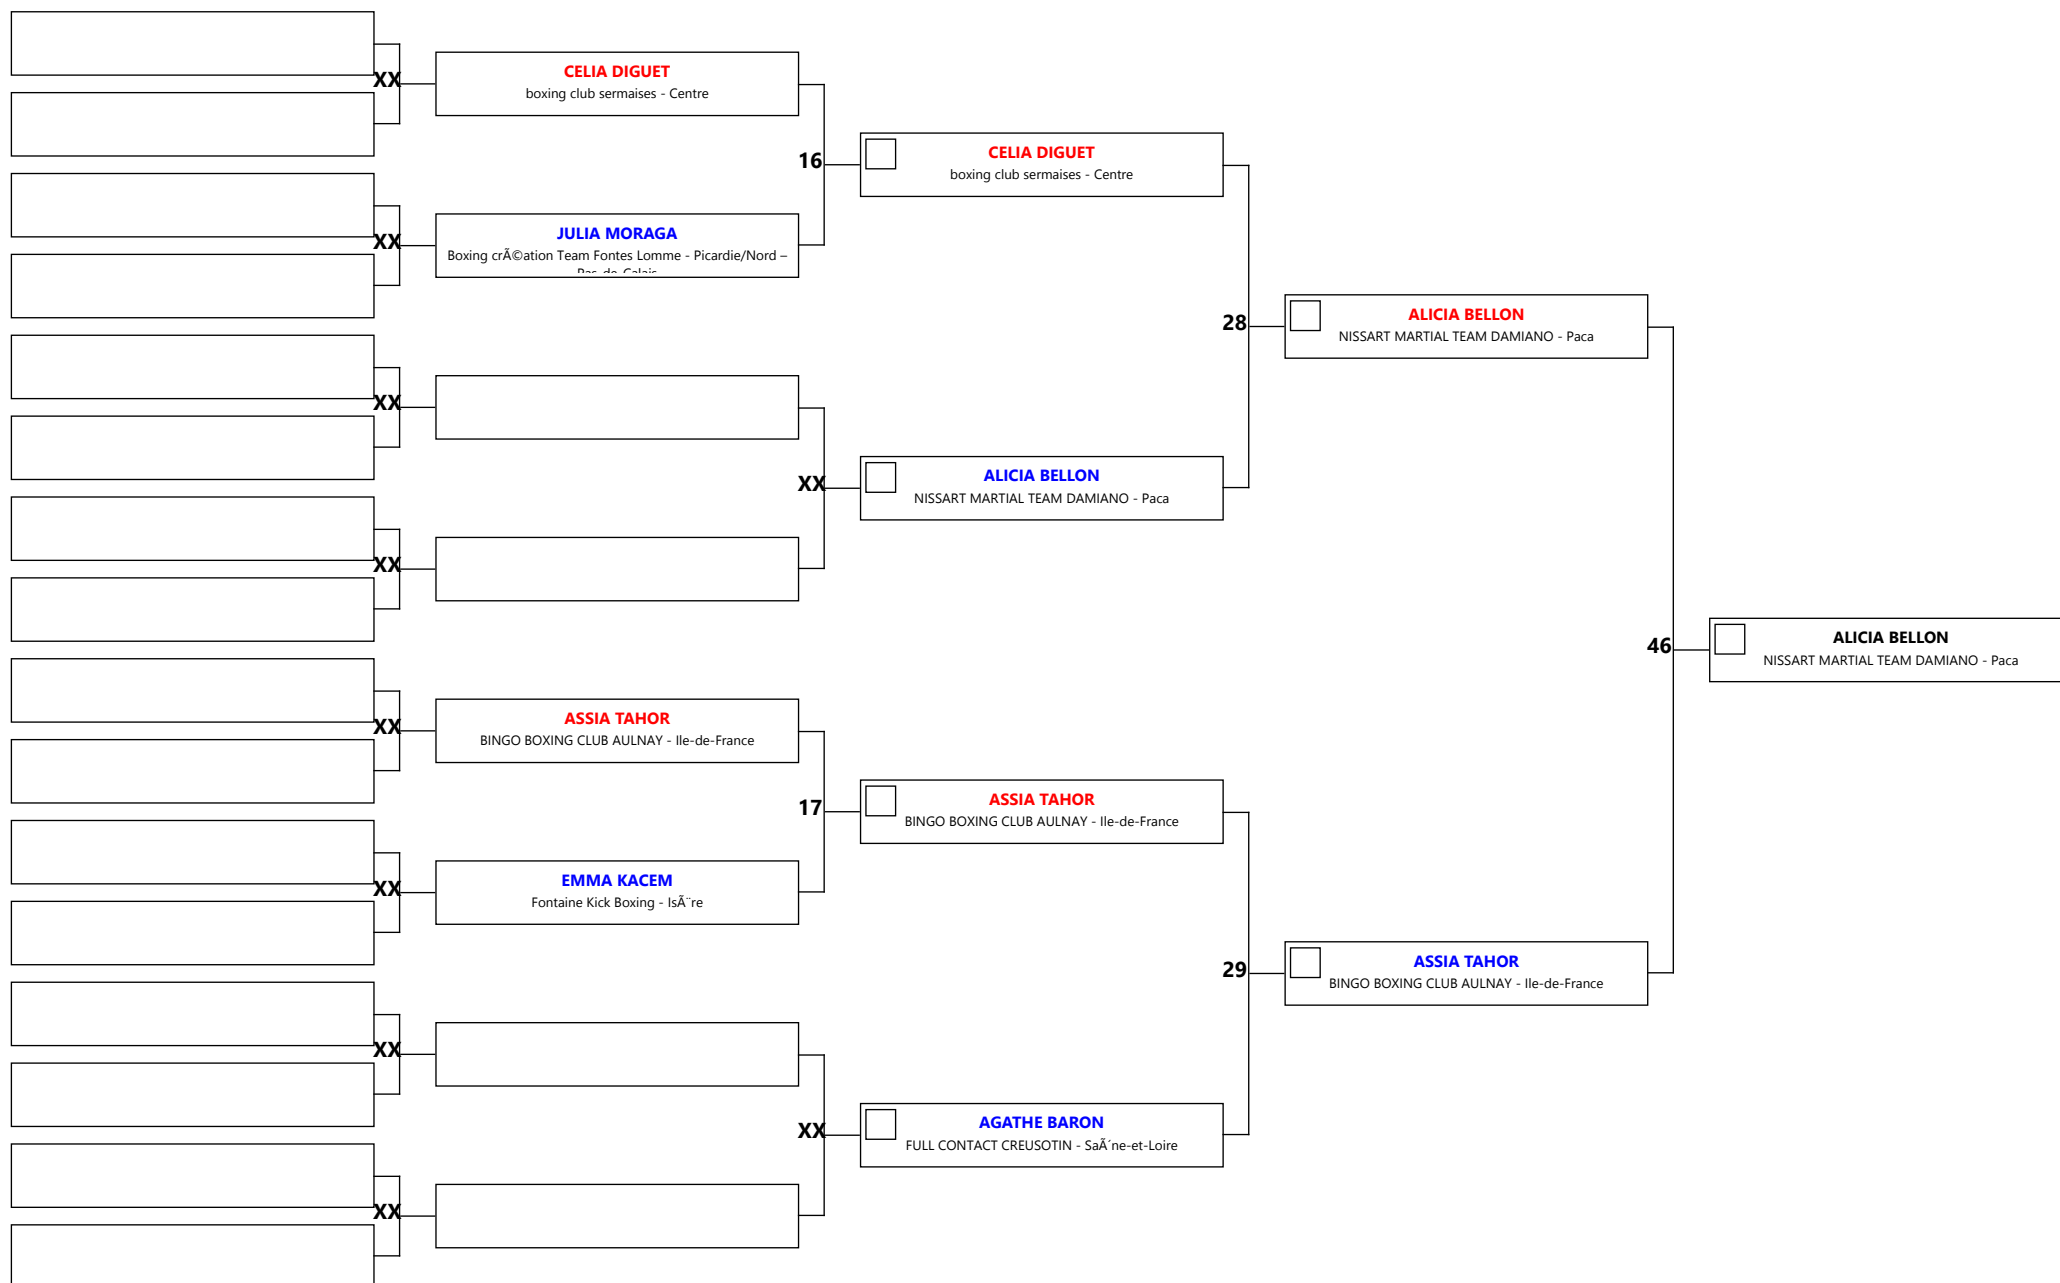 XX
CELIA DIGUET
boxing club sermaises - Centre
16
CELIA DIGUET
boxing club sermaises - Centre
XX
JULIA MORAGA
Boxing crÃ©ation Team Fontes Lomme - Picardie/Nord –
Pas-de-Calais
28
ALICIA BELLON
NISSART MARTIAL TEAM DAMIANO - Paca
XX
XX
ALICIA BELLON
NISSART MARTIAL TEAM DAMIANO - Paca
XX
46
ALICIA BELLON
NISSART MARTIAL TEAM DAMIANO - Paca
XX
ASSIA TAHOR
BINGO BOXING CLUB AULNAY - Ile-de-France
17
ASSIA TAHOR
BINGO BOXING CLUB AULNAY - Ile-de-France
XX
EMMA KACEM
Fontaine Kick Boxing - IsÃ¨re
29
ASSIA TAHOR
BINGO BOXING CLUB AULNAY - Ile-de-France
XX
XX
AGATHE BARON
FULL CONTACT CREUSOTIN - SaÃ´ne-et-Loire
XX